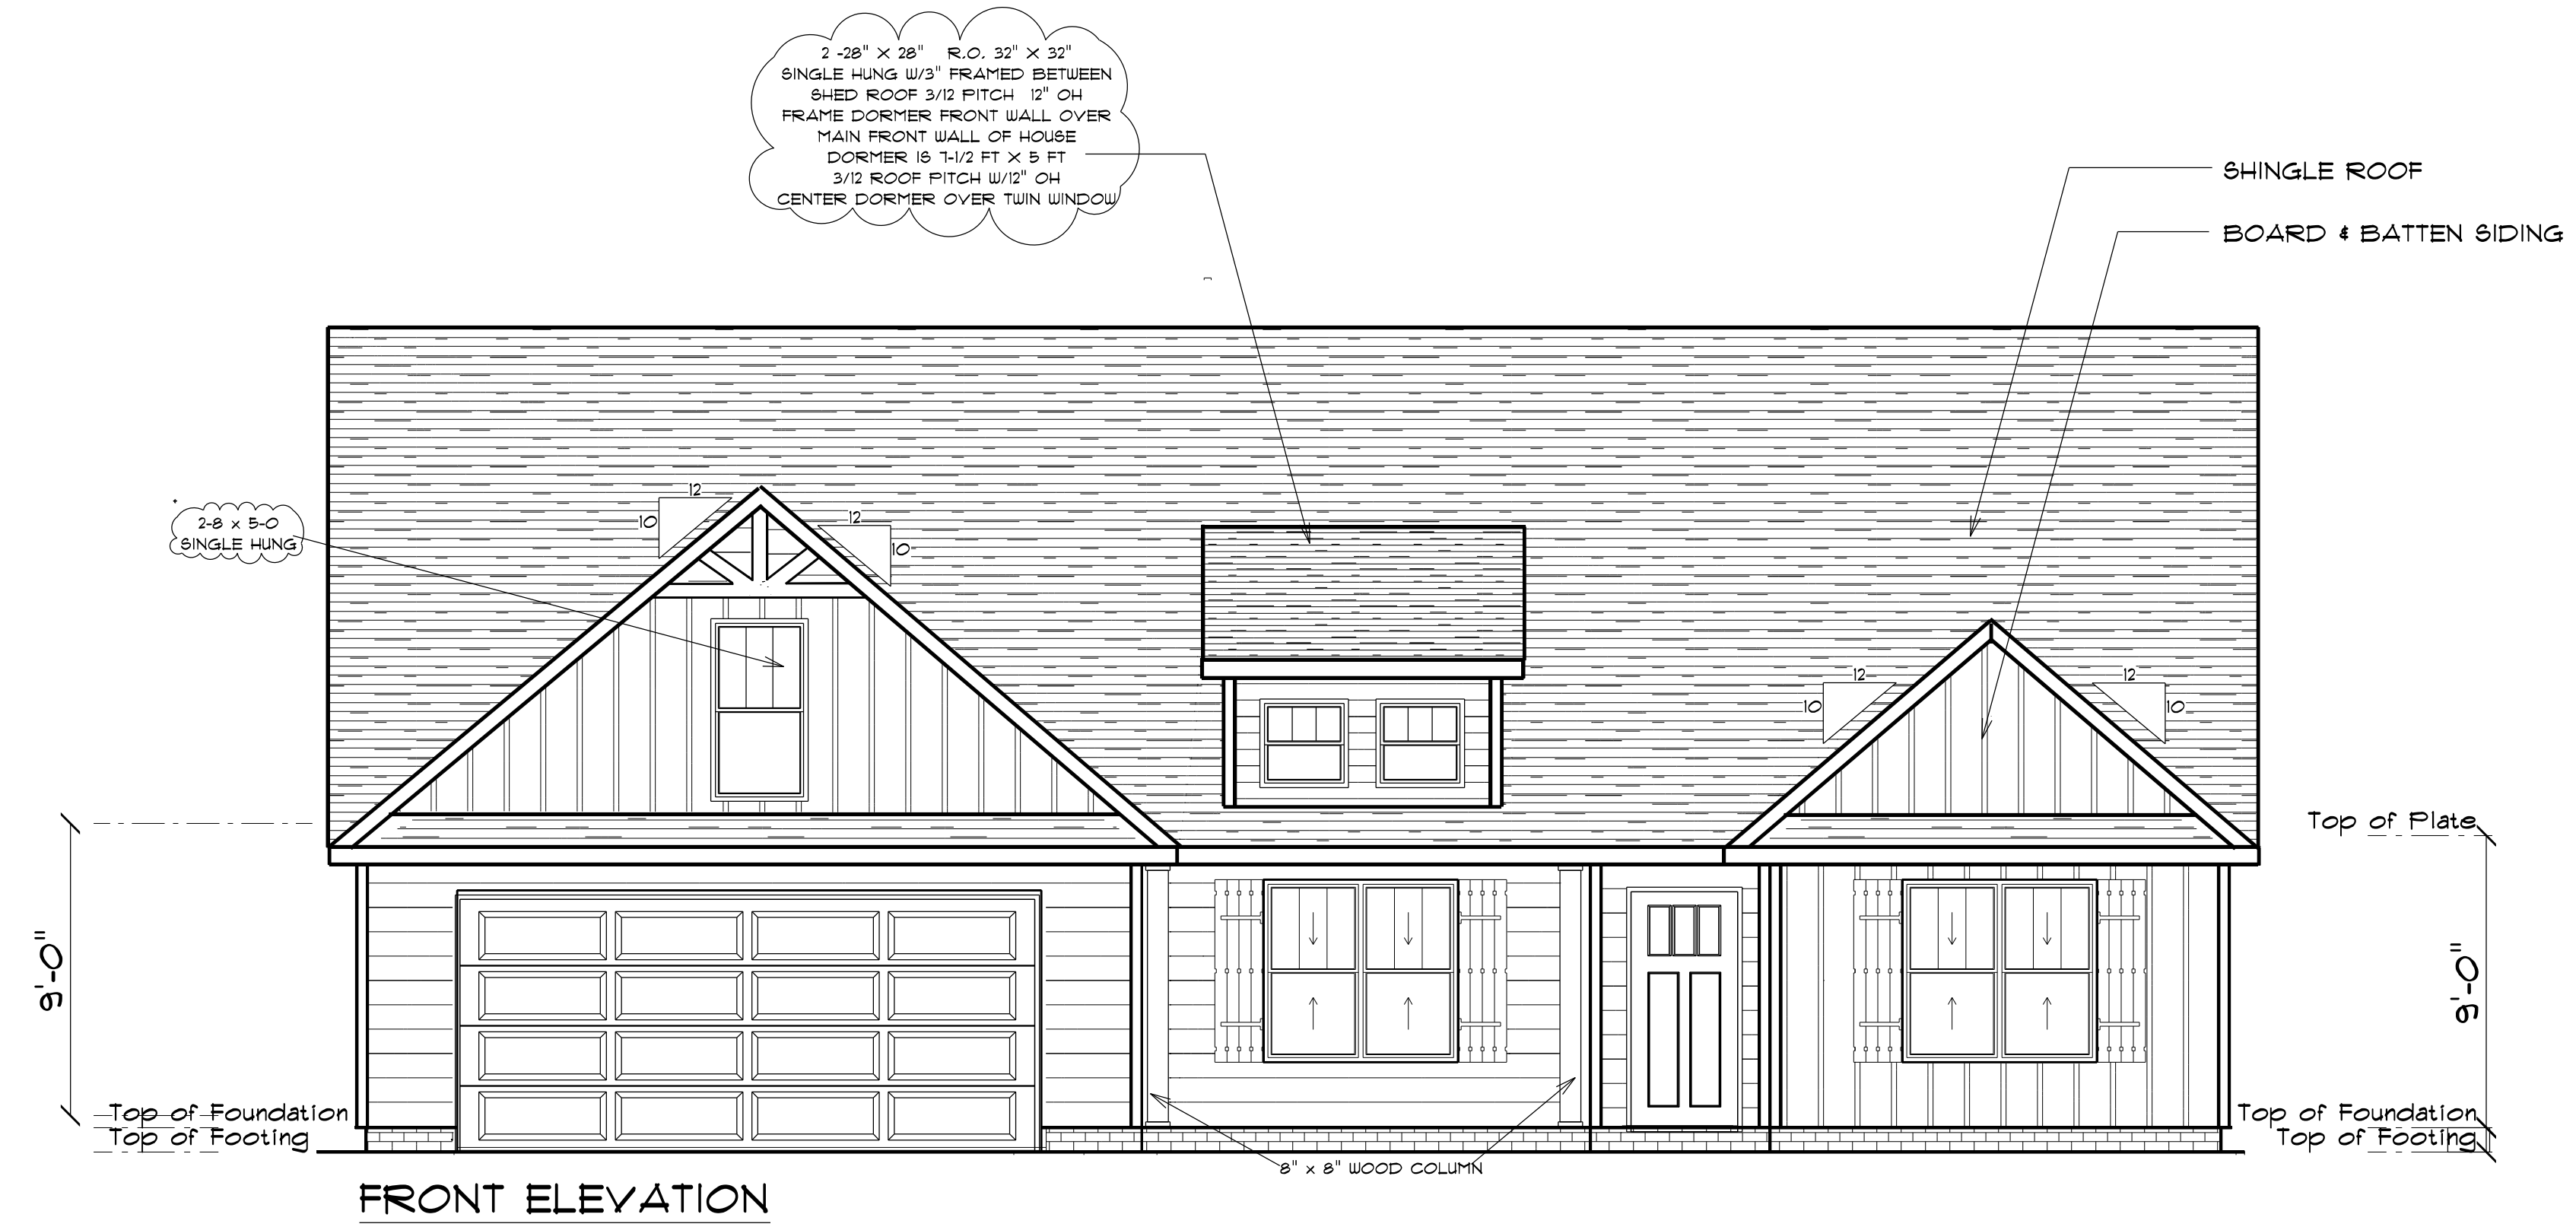 2 -28" X 28" R.O. 32" X 32"
SINGLE HUNG W/3" FRAMED BETWEEN
SHED ROOF 3/12 PITCH 12" OH
FRAME DORMER FRONT WALL OVER
MAIN FRONT WALL OF HOUSE
DORMER IS 7-1/2 FT X 5 FT
3/12 ROOF PITCH W/12" OH
CENTER DORMER OVER TWIN WINDOW
SHINGLE ROOF
BOARD & BATTEN SIDING
2-8 x 5-0
SINGLE HUNG
12
10
12
10
12
10
12
10
Top of Plate
9'-0"
9'-0"
Top of Foundation
Top of Footing
Top of Foundation
Top of Footing
8" x 8" WOOD COLUMN
FRONT ELEVATION